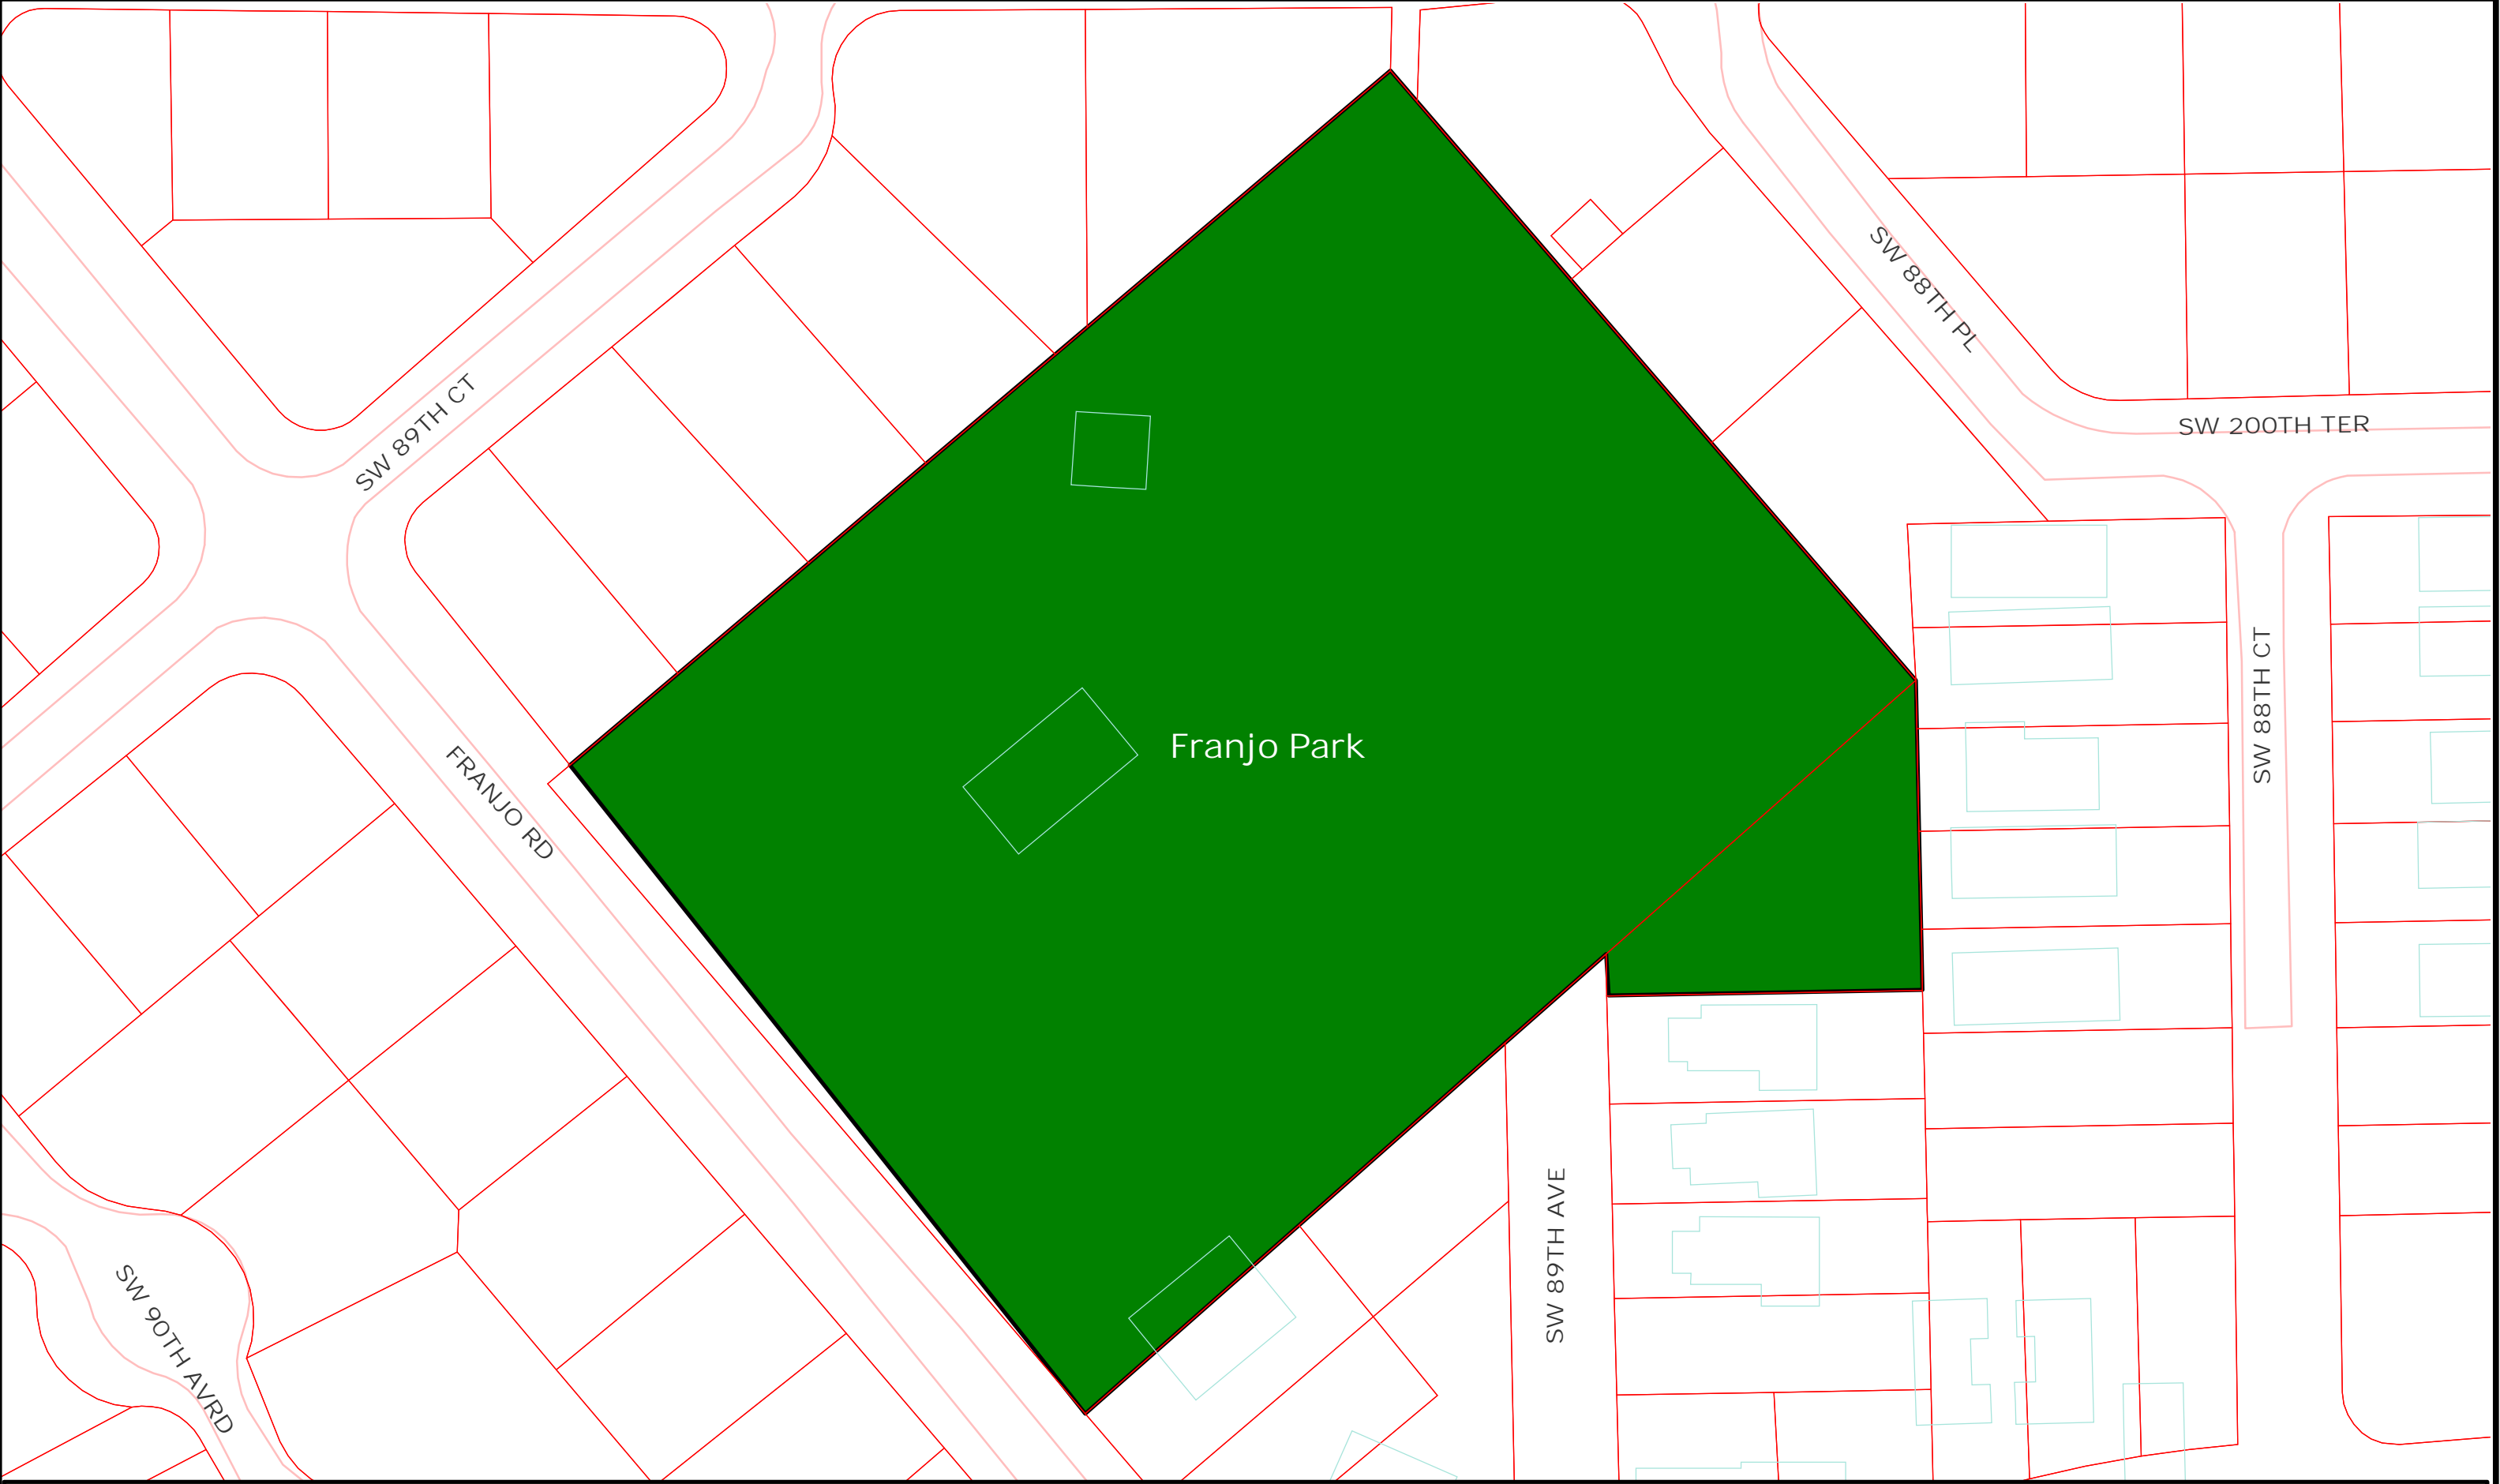 SW 88TH PL
SW 89TH CT
SW 200TH TER
SW 88TH CT
FRANJO RD
Franjo Park
SW 89TH AVE
SW 90TH AVRD